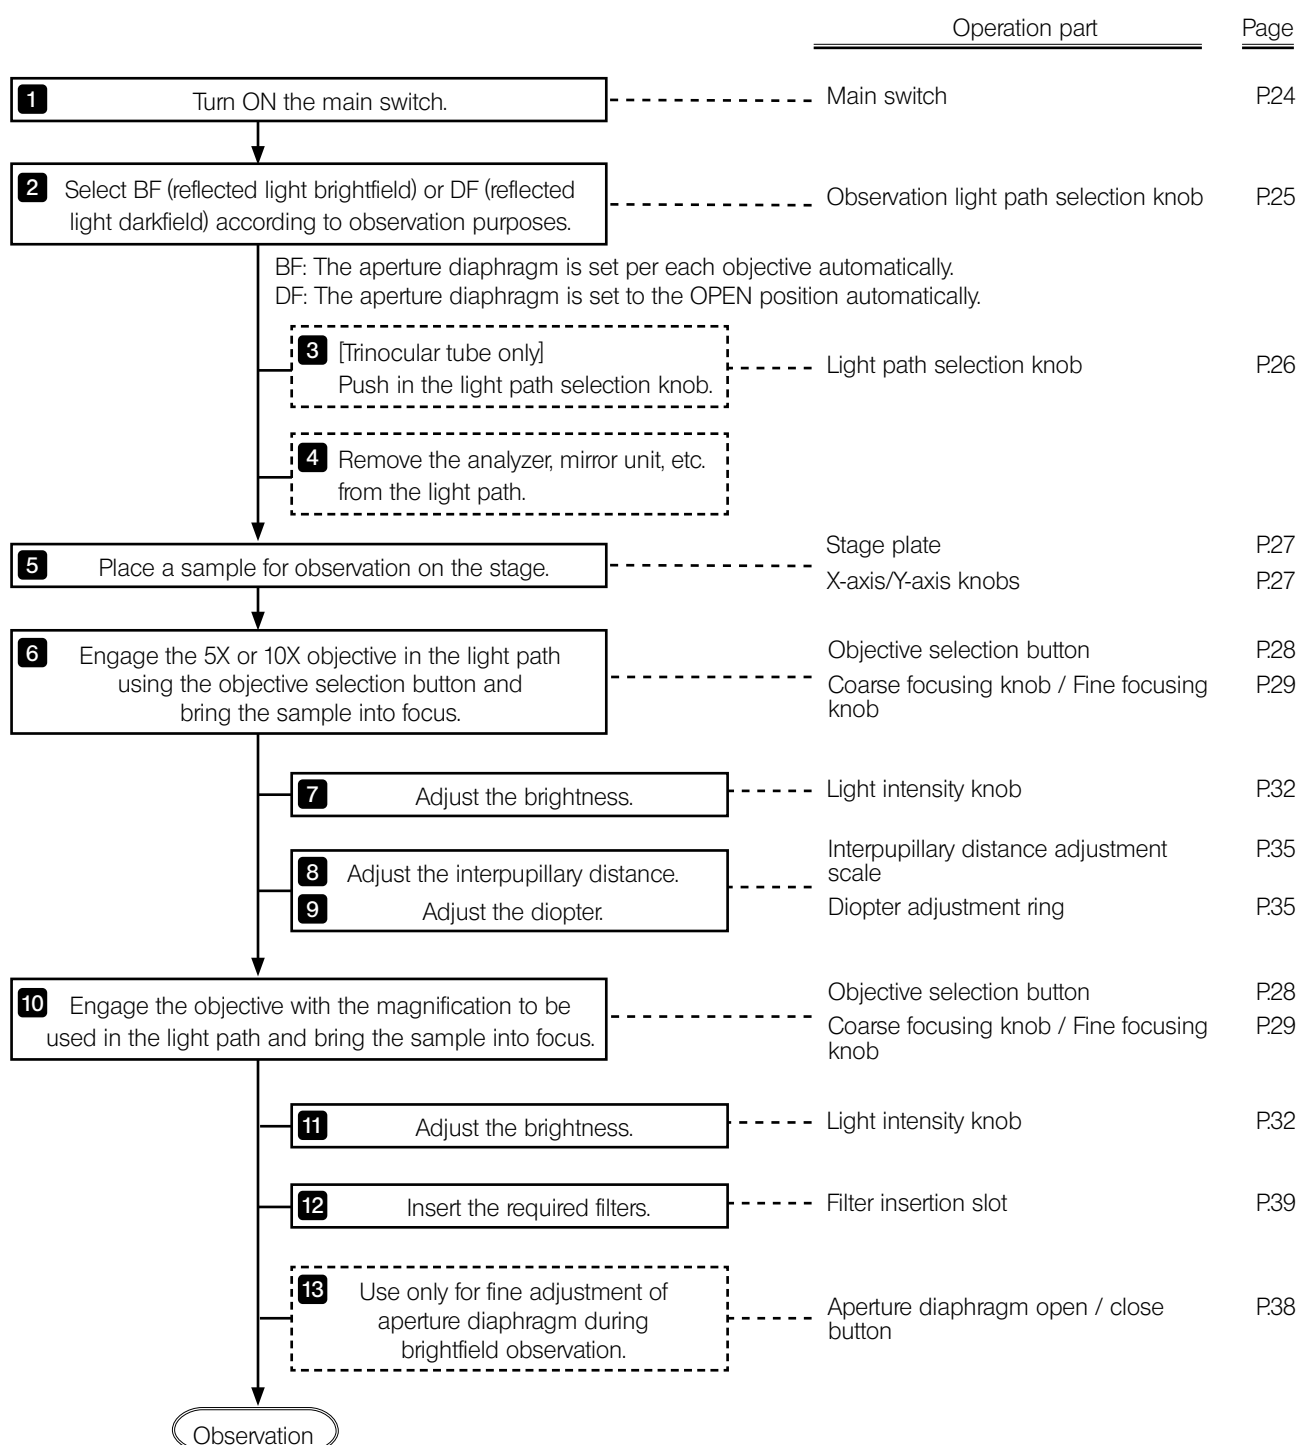 Operation part Page
1 Turn ON the main switch. Main switch P.24
2 Select BF (reflected light brightfield) or DF (reflected
light darkfield) according to observation purposes.
Observation light path selection knob P.25
BF: The aperture diaphragm is set per each objective automatically.
DF: The aperture diaphragm is set to the OPEN position automatically.
3 [Trinocular tube only]
Push in the light path selection knob.
Light path selection knob P.26
4 Remove the analyzer, mirror unit, etc.
from the light path.
5 Place a sample for observation on the stage.
Stage plate P.27
X-axis/Y-axis knobs P.27
6 Engage the 5X or 10X objective in the light path
using the objective selection button and
bring the sample into focus.
Objective selection button P.28
Coarse focusing knob / Fine focusing P.29
knob
7 Adjust the brightness. Light intensity knob P.32
8 Adjust the interpupillary distance.
9 Adjust the diopter.
Interpupillary distance adjustment P.35
scale
Diopter adjustment ring P.35
10 Engage the objective with the magnification to be
used in the light path and bring the sample into focus.
Objective selection button P.28
Coarse focusing knob / Fine focusing P.29
knob
11 Adjust the brightness. Light intensity knob P.32
12 Insert the required filters. Filter insertion slot P.39
13 Use only for fine adjustment of
aperture diaphragm during
brightfield observation.
Aperture diaphragm open / close P.38
button
Observation